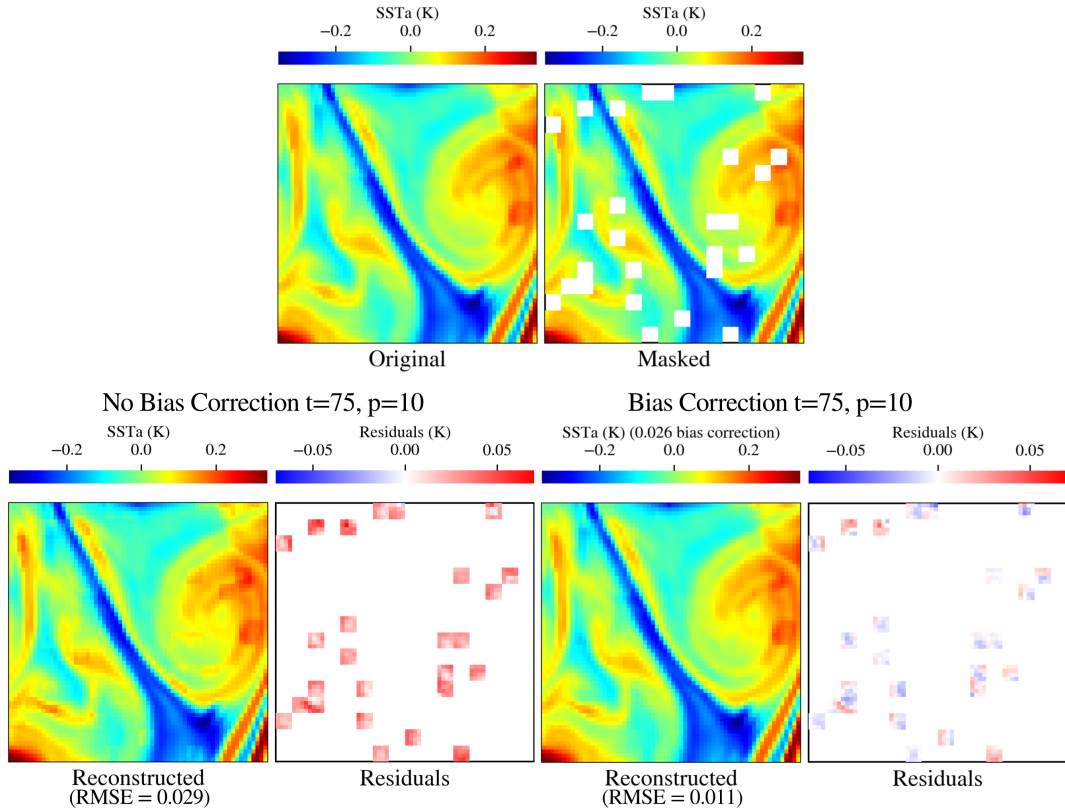 SSTa (K)
SSTa (K)
−0.2 0.0 0.2
−0.2 0.0 0.2
Original
Masked
No Bias Correction t=75, p=10
Bias Correction t=75, p=10
SSTa (K)
Residuals (K)
SSTa (K) (0.026 bias correction)
Residuals (K)
−0.2 0.0 0.2
−0.05 0.00 0.05
−0.2 0.0 0.2
−0.05 0.00 0.05
Reconstructed
(RMSE = 0.029)
Residuals
Reconstructed
(RMSE = 0.011)
Residuals